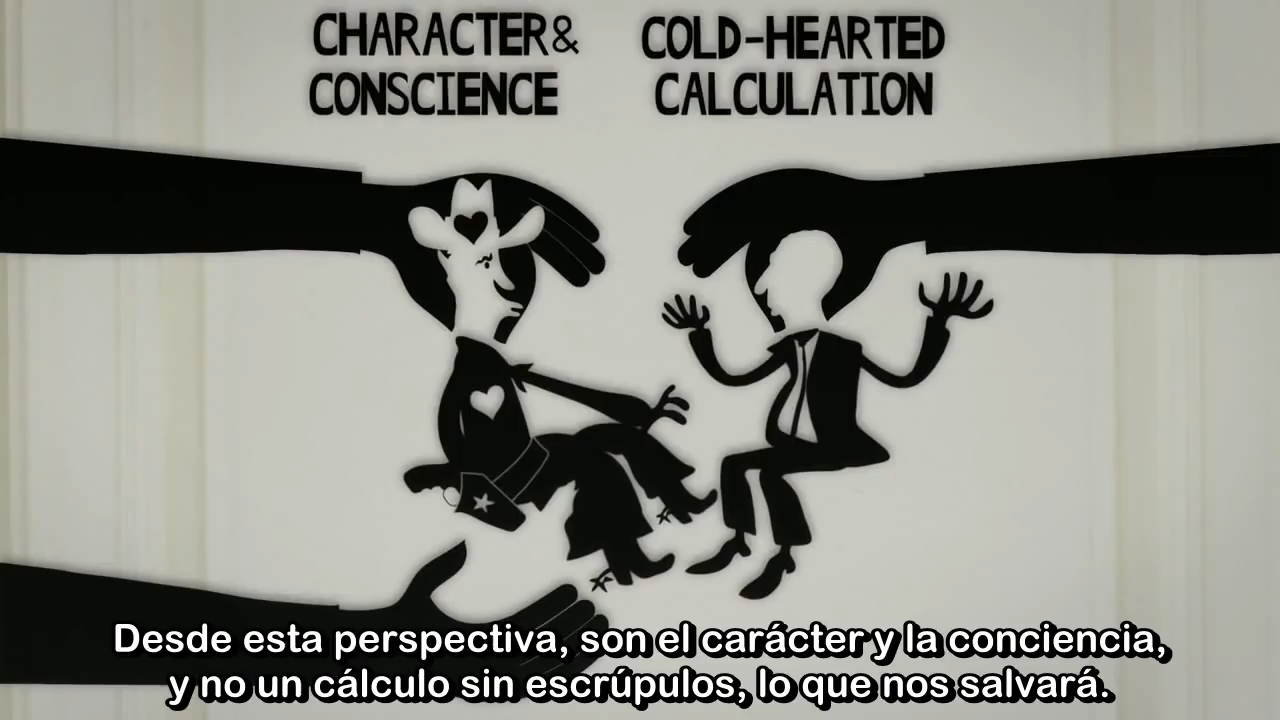 CHARACTER&
CONSCIENCE
COLD-HEARTED
CALCULATION
Desde esta perspectiva, son el carácter y la conciencia,
y no un cálculo sin escrúpulos, lo que nos salvará.